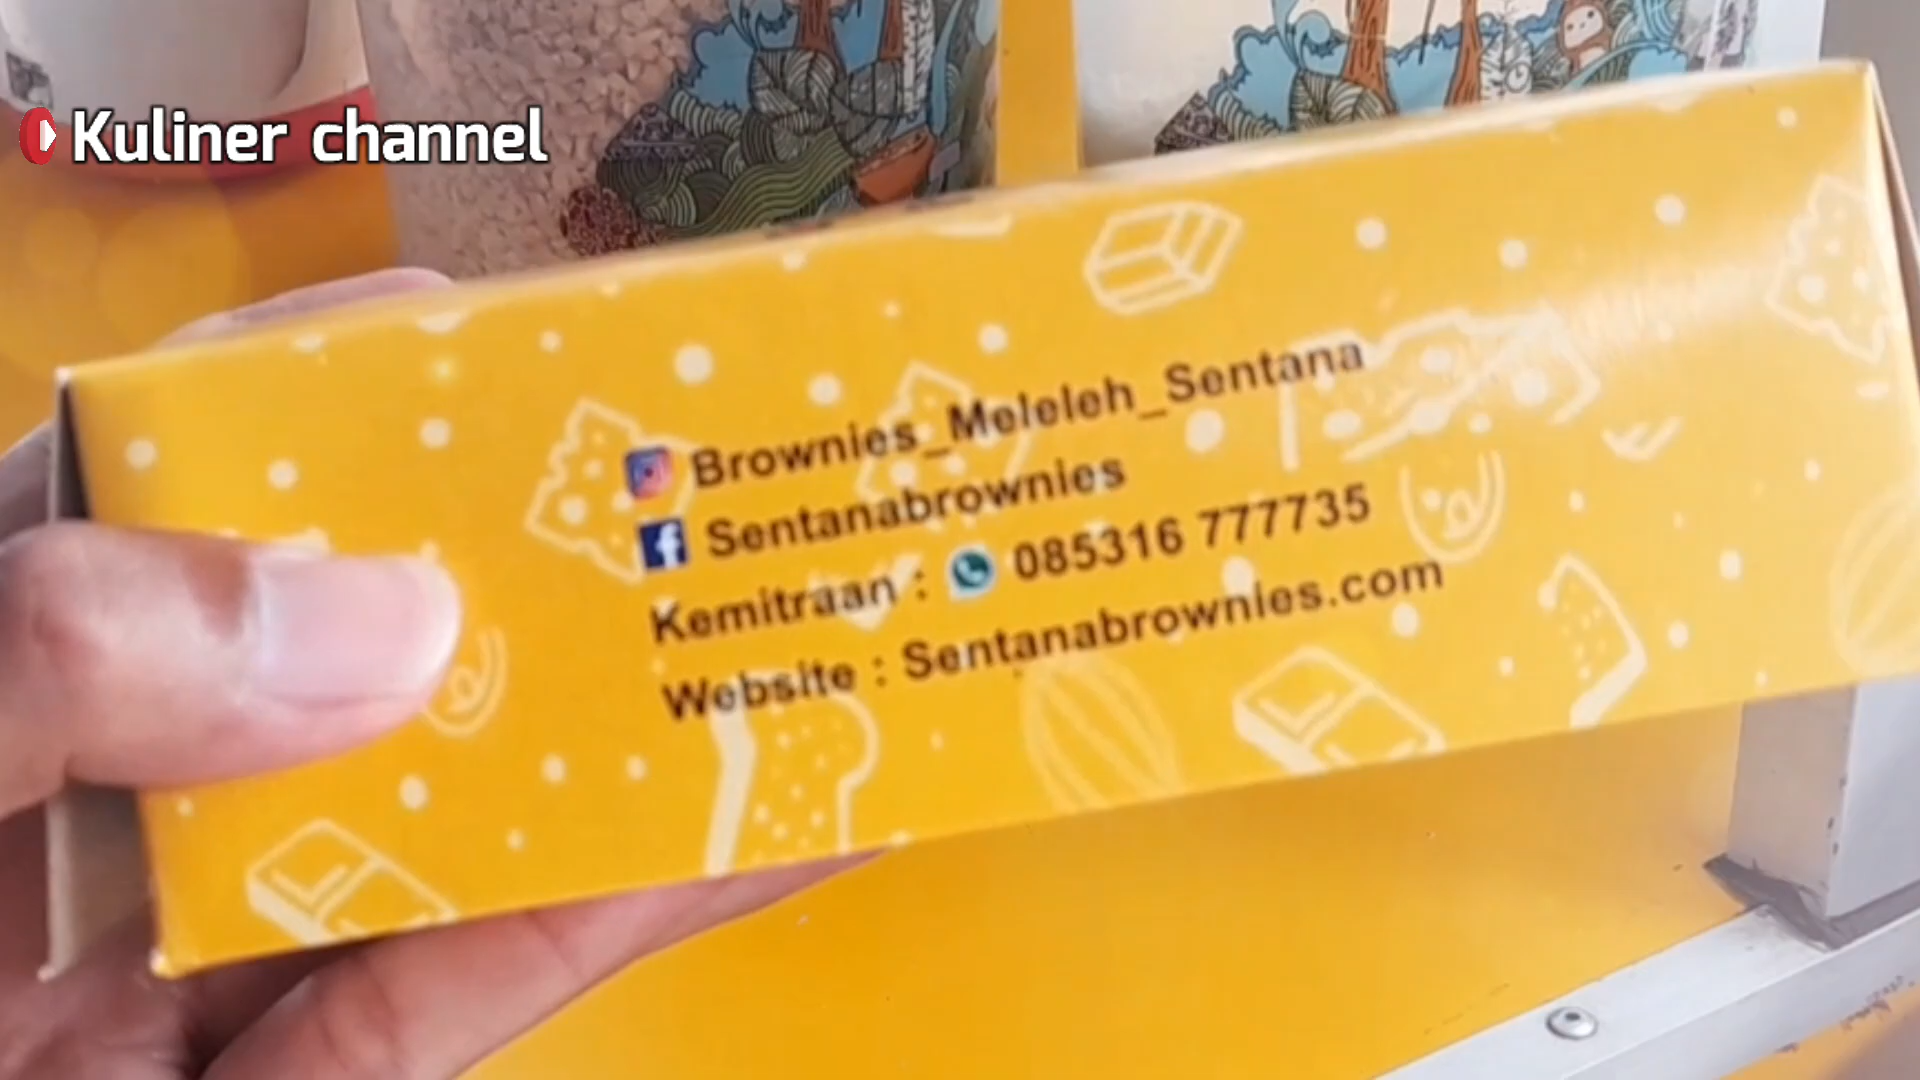 Kuliner channel
Brownies_Meleleh_Sentana
Sentanabrownies
Kemitraan : 085316 777735
Website : Sentanabrownies.com